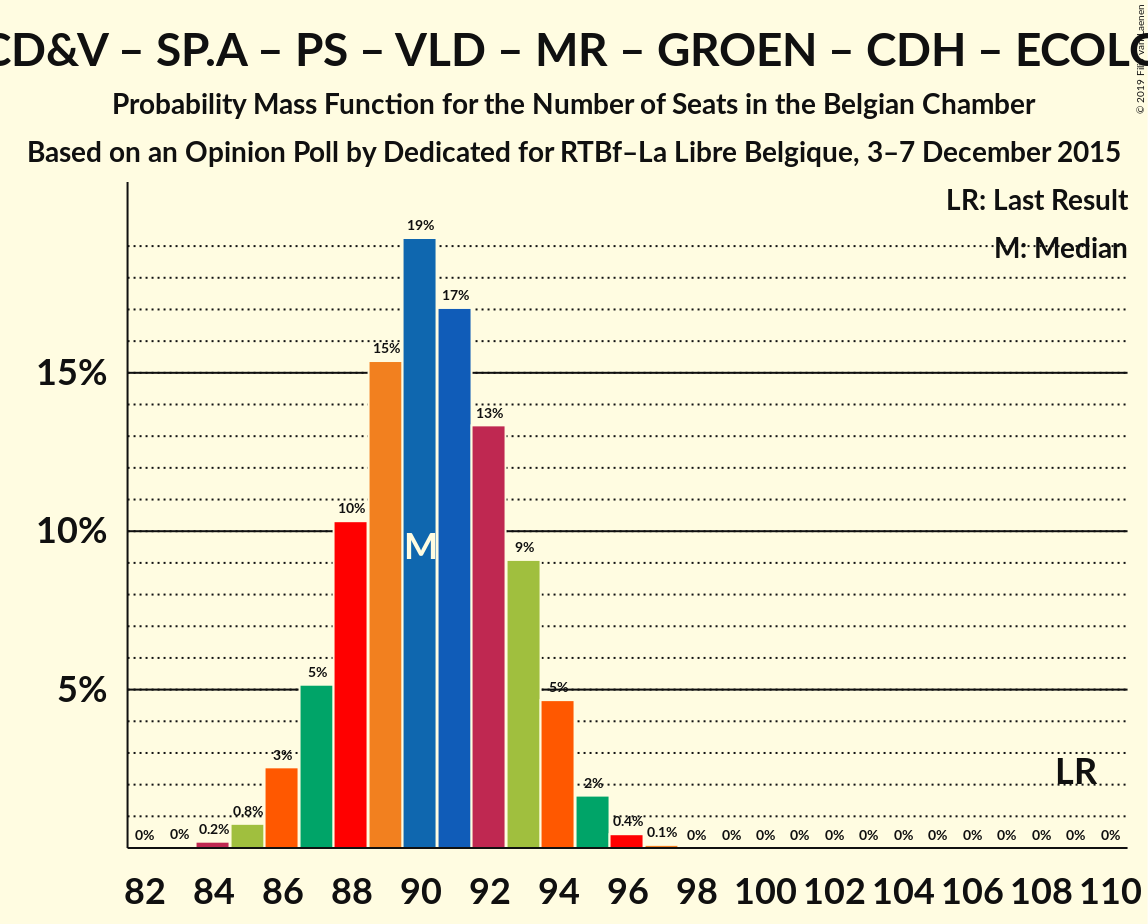 CD&V – SP.A – PS – VLD – MR – GROEN – CDH – ECOLO
Probability Mass Function for the Number of Seats in the Belgian Chamber
Based on an Opinion Poll by Dedicated for RTBf–La Libre Belgique, 3–7 December 2015
© 2019 Filip van Laenen
LR: Last Result
M: Median
15%
10%
5%
0% 0% 0.2% 0.8% 3% 5% 10% 15% 19% 17% 13% 9% 5% 2% 0.4% 0.1% 0% 0% 0% 0% 0% 0% 0% 0% 0% 0% 0% 0% 0%
M
LR
82 84 86 88 90 92 94 96 98 100 102 104 106 108 110